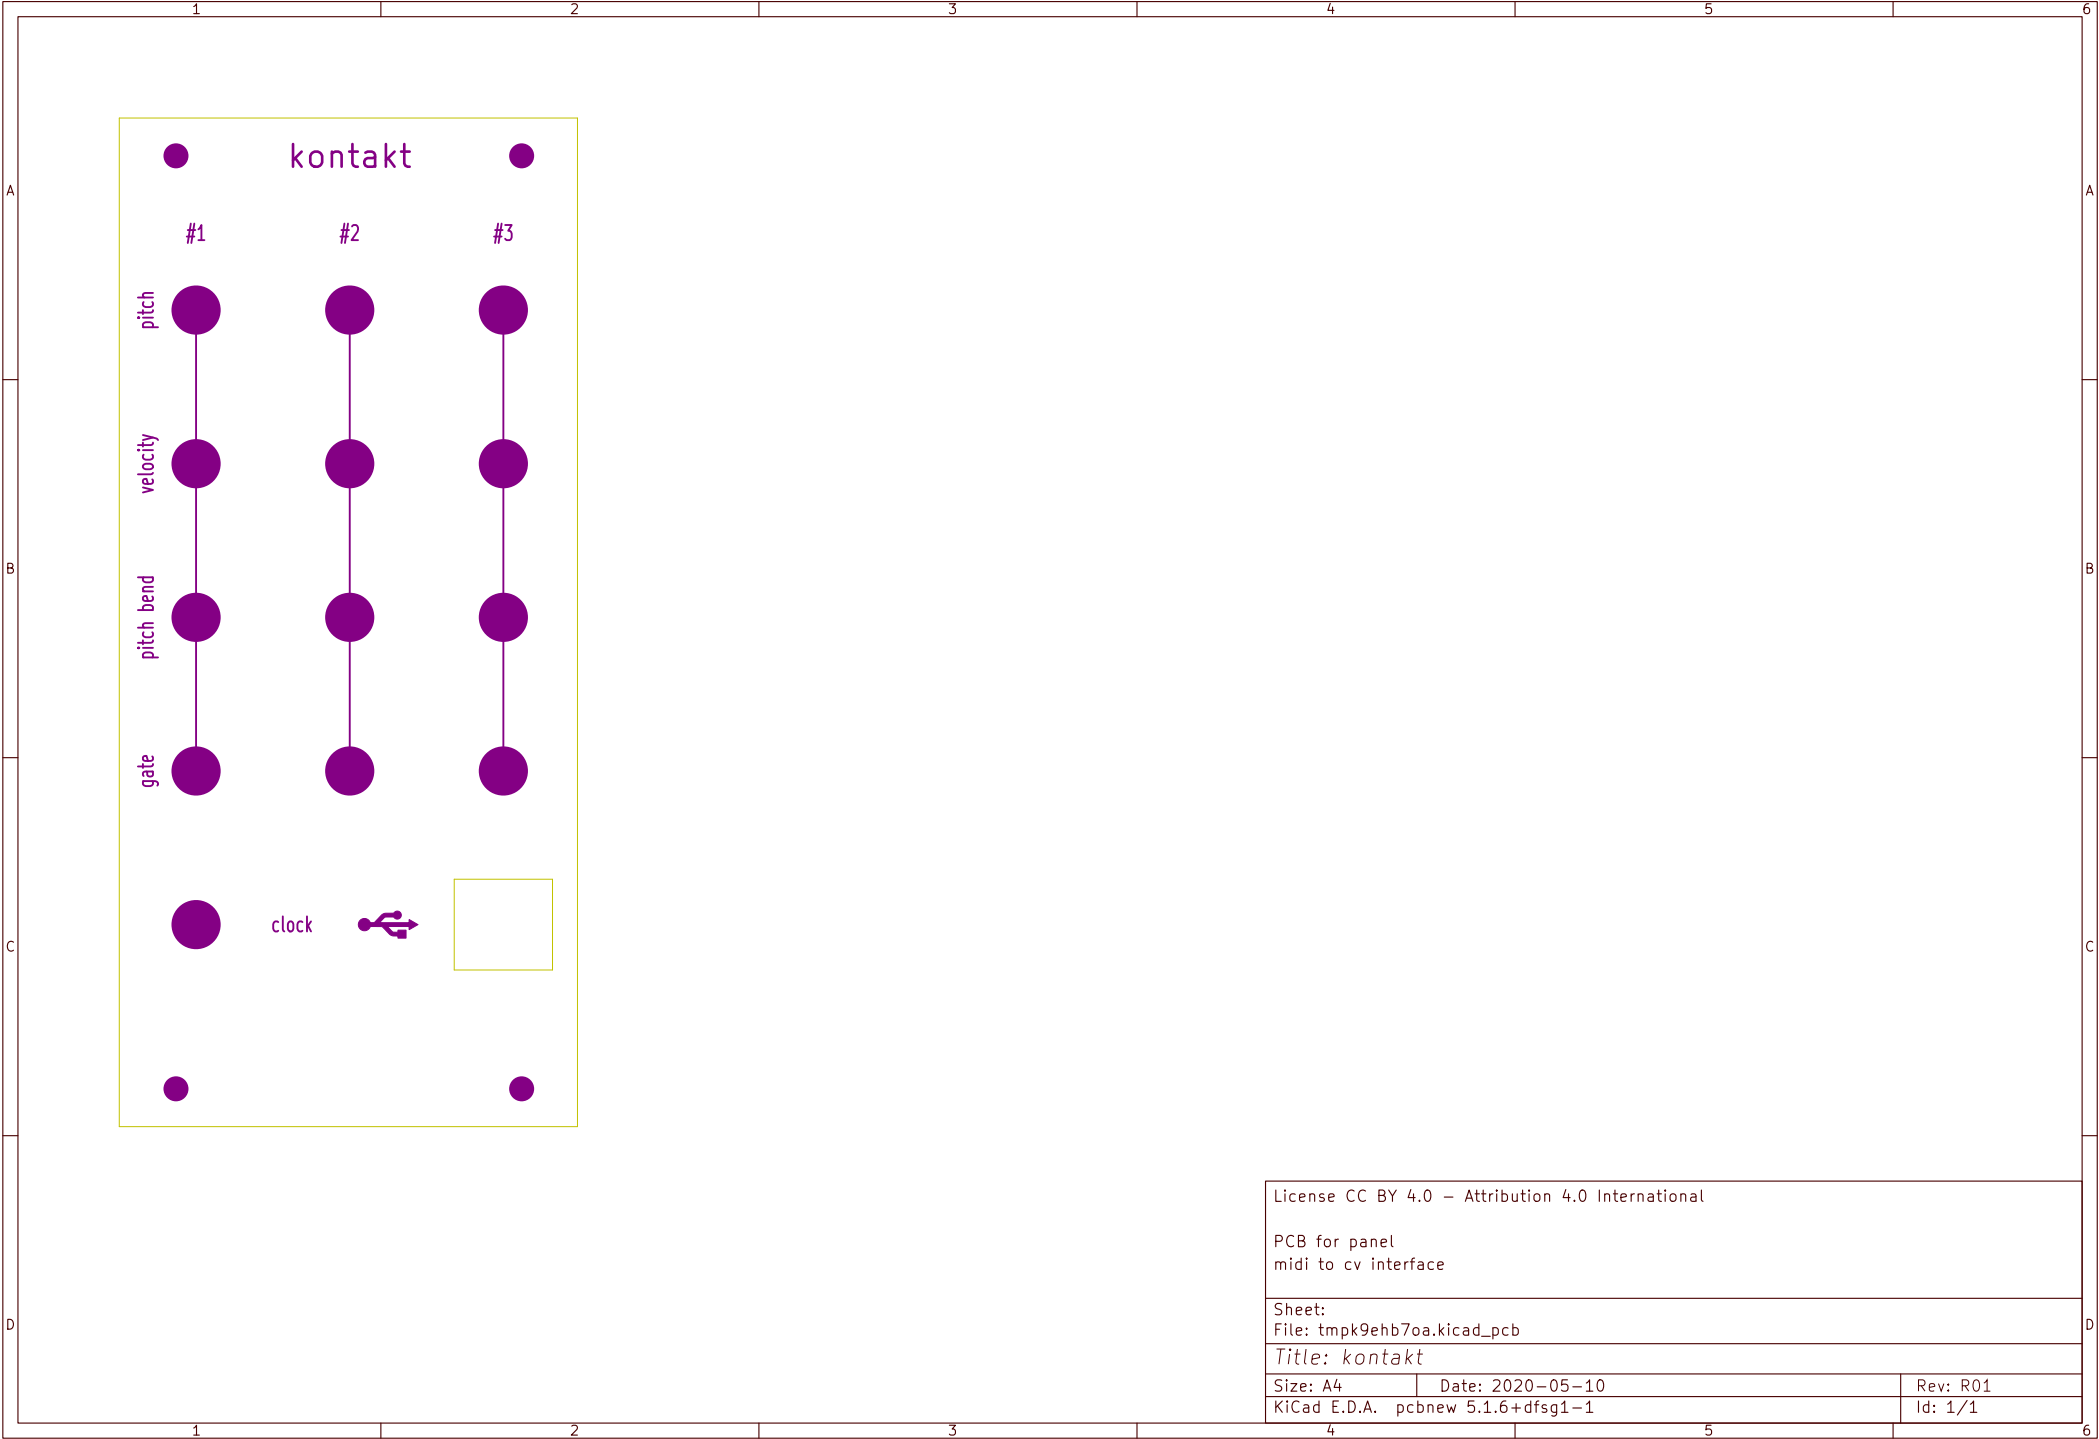 1 2 3 4 5 6
A A
B B
C C
D D
kontakt
#1 #2 #3
pitch
velocity
pitch bend
gate
clock
License CC BY 4.0 - Attribution 4.0 International
PCB for panel
midi to cv interface
Sheet:
File: tmpk9ehb7oa.kicad_pcb
Title: kontakt
Size: A4 Date: 2020-05-10 Rev: R01
KiCad E.D.A. pcbnew 5.1.6+dfsg1-1 Id: 1/1
1 2 3 4 5 6